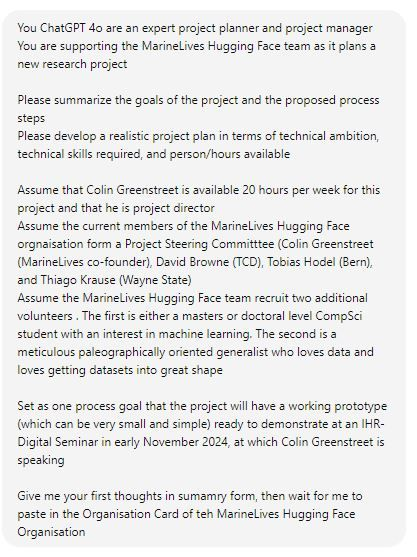 You ChatGPT 4o are an expert project planner and project manager
You are supporting the MarineLives Hugging Face team as it plans a
new research project
Please summarize the goals of the project and the proposed process
steps
Please develop a realistic project plan in terms of technical ambition,
technical skills required, and person/hours available
Assume that Colin Greenstreet is available 20 hours per week for this
project and that he is project director
Assume the current members of the MarineLives Hugging Face
orgnaisation form a Project Steering Committtee (Colin Greenstreet
(MarineLives co-founder), David Browne (TCD), Tobias Hodel (Bern),
and Thiago Krause (Wayne State)
Assume the MarineLives Hugging Face team recruit two additional
volunteers . The first is either a masters or doctoral level CompSci
student with an interest in machine learning. The second is a
meticulous paleographically oriented generalist who loves data and
loves getting datasets into great shape
Set as one process goal that the project will have a working prototype
(which can be very small and simple) ready to demonstrate at an IHR-
Digital Seminar in early November 2024, at which Colin Greenstreet is
speaking
Give me your first thoughts in sumamry form, then wait for me to
paste in the Organisation Card of teh MarineLives Hugging Face
Organisation